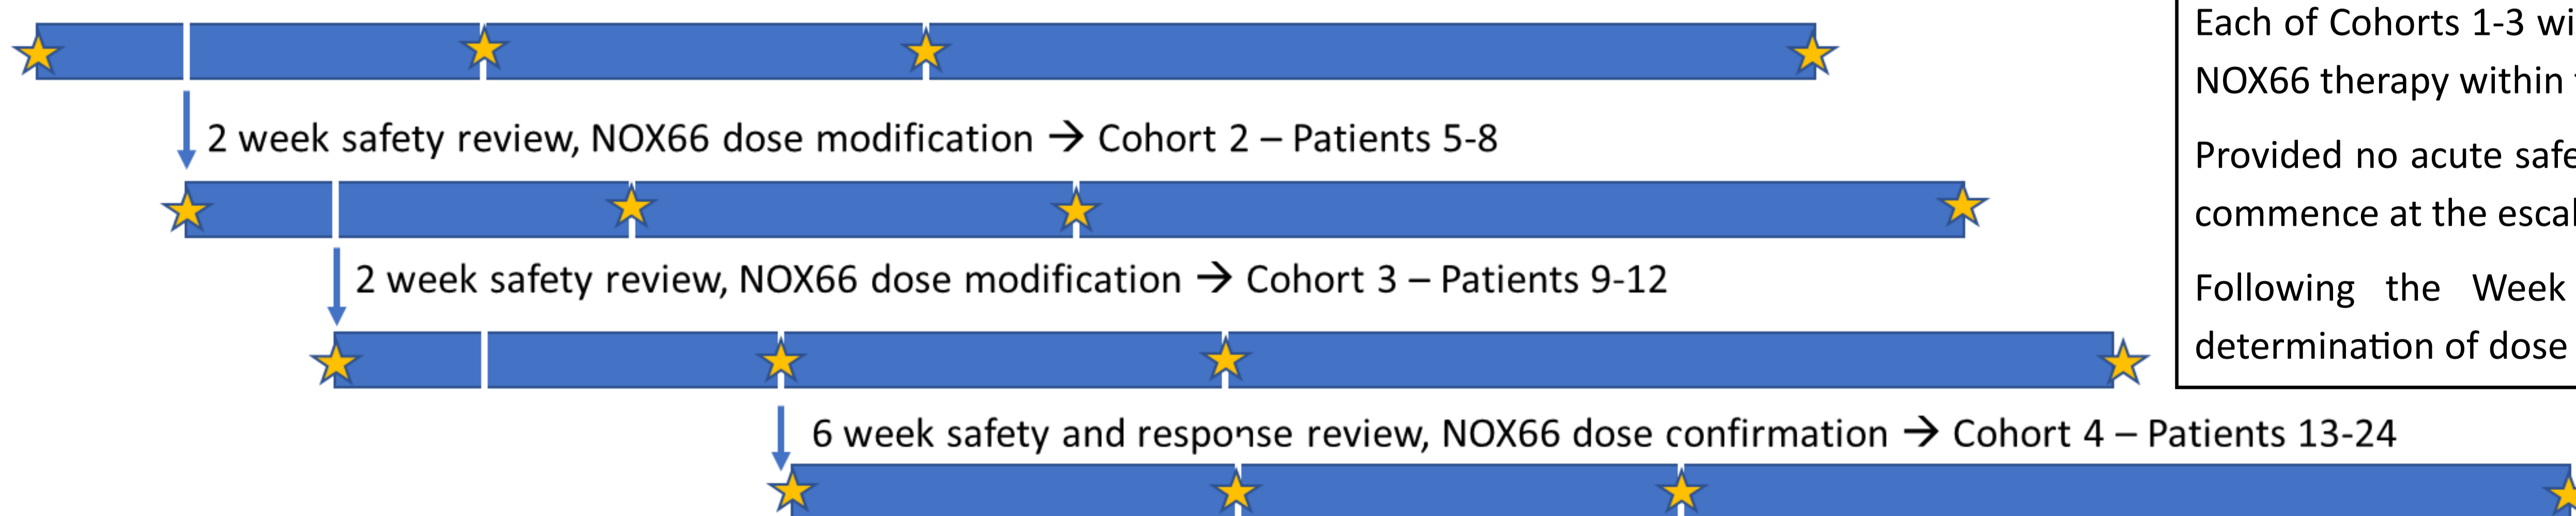 Each of Cohorts 1-3 wi
NOX66 therapy within
2 week safety review, NOX66 dose modification → Cohort 2 – Patients 5-8
Provided no acute safe
commence at the escal
2 week safety review, NOX66 dose modification → Cohort 3 – Patients 9-12
Following the Week
determination of dose
6 week safety and response review, NOX66 dose confirmation → Cohort 4 – Patients 13-24